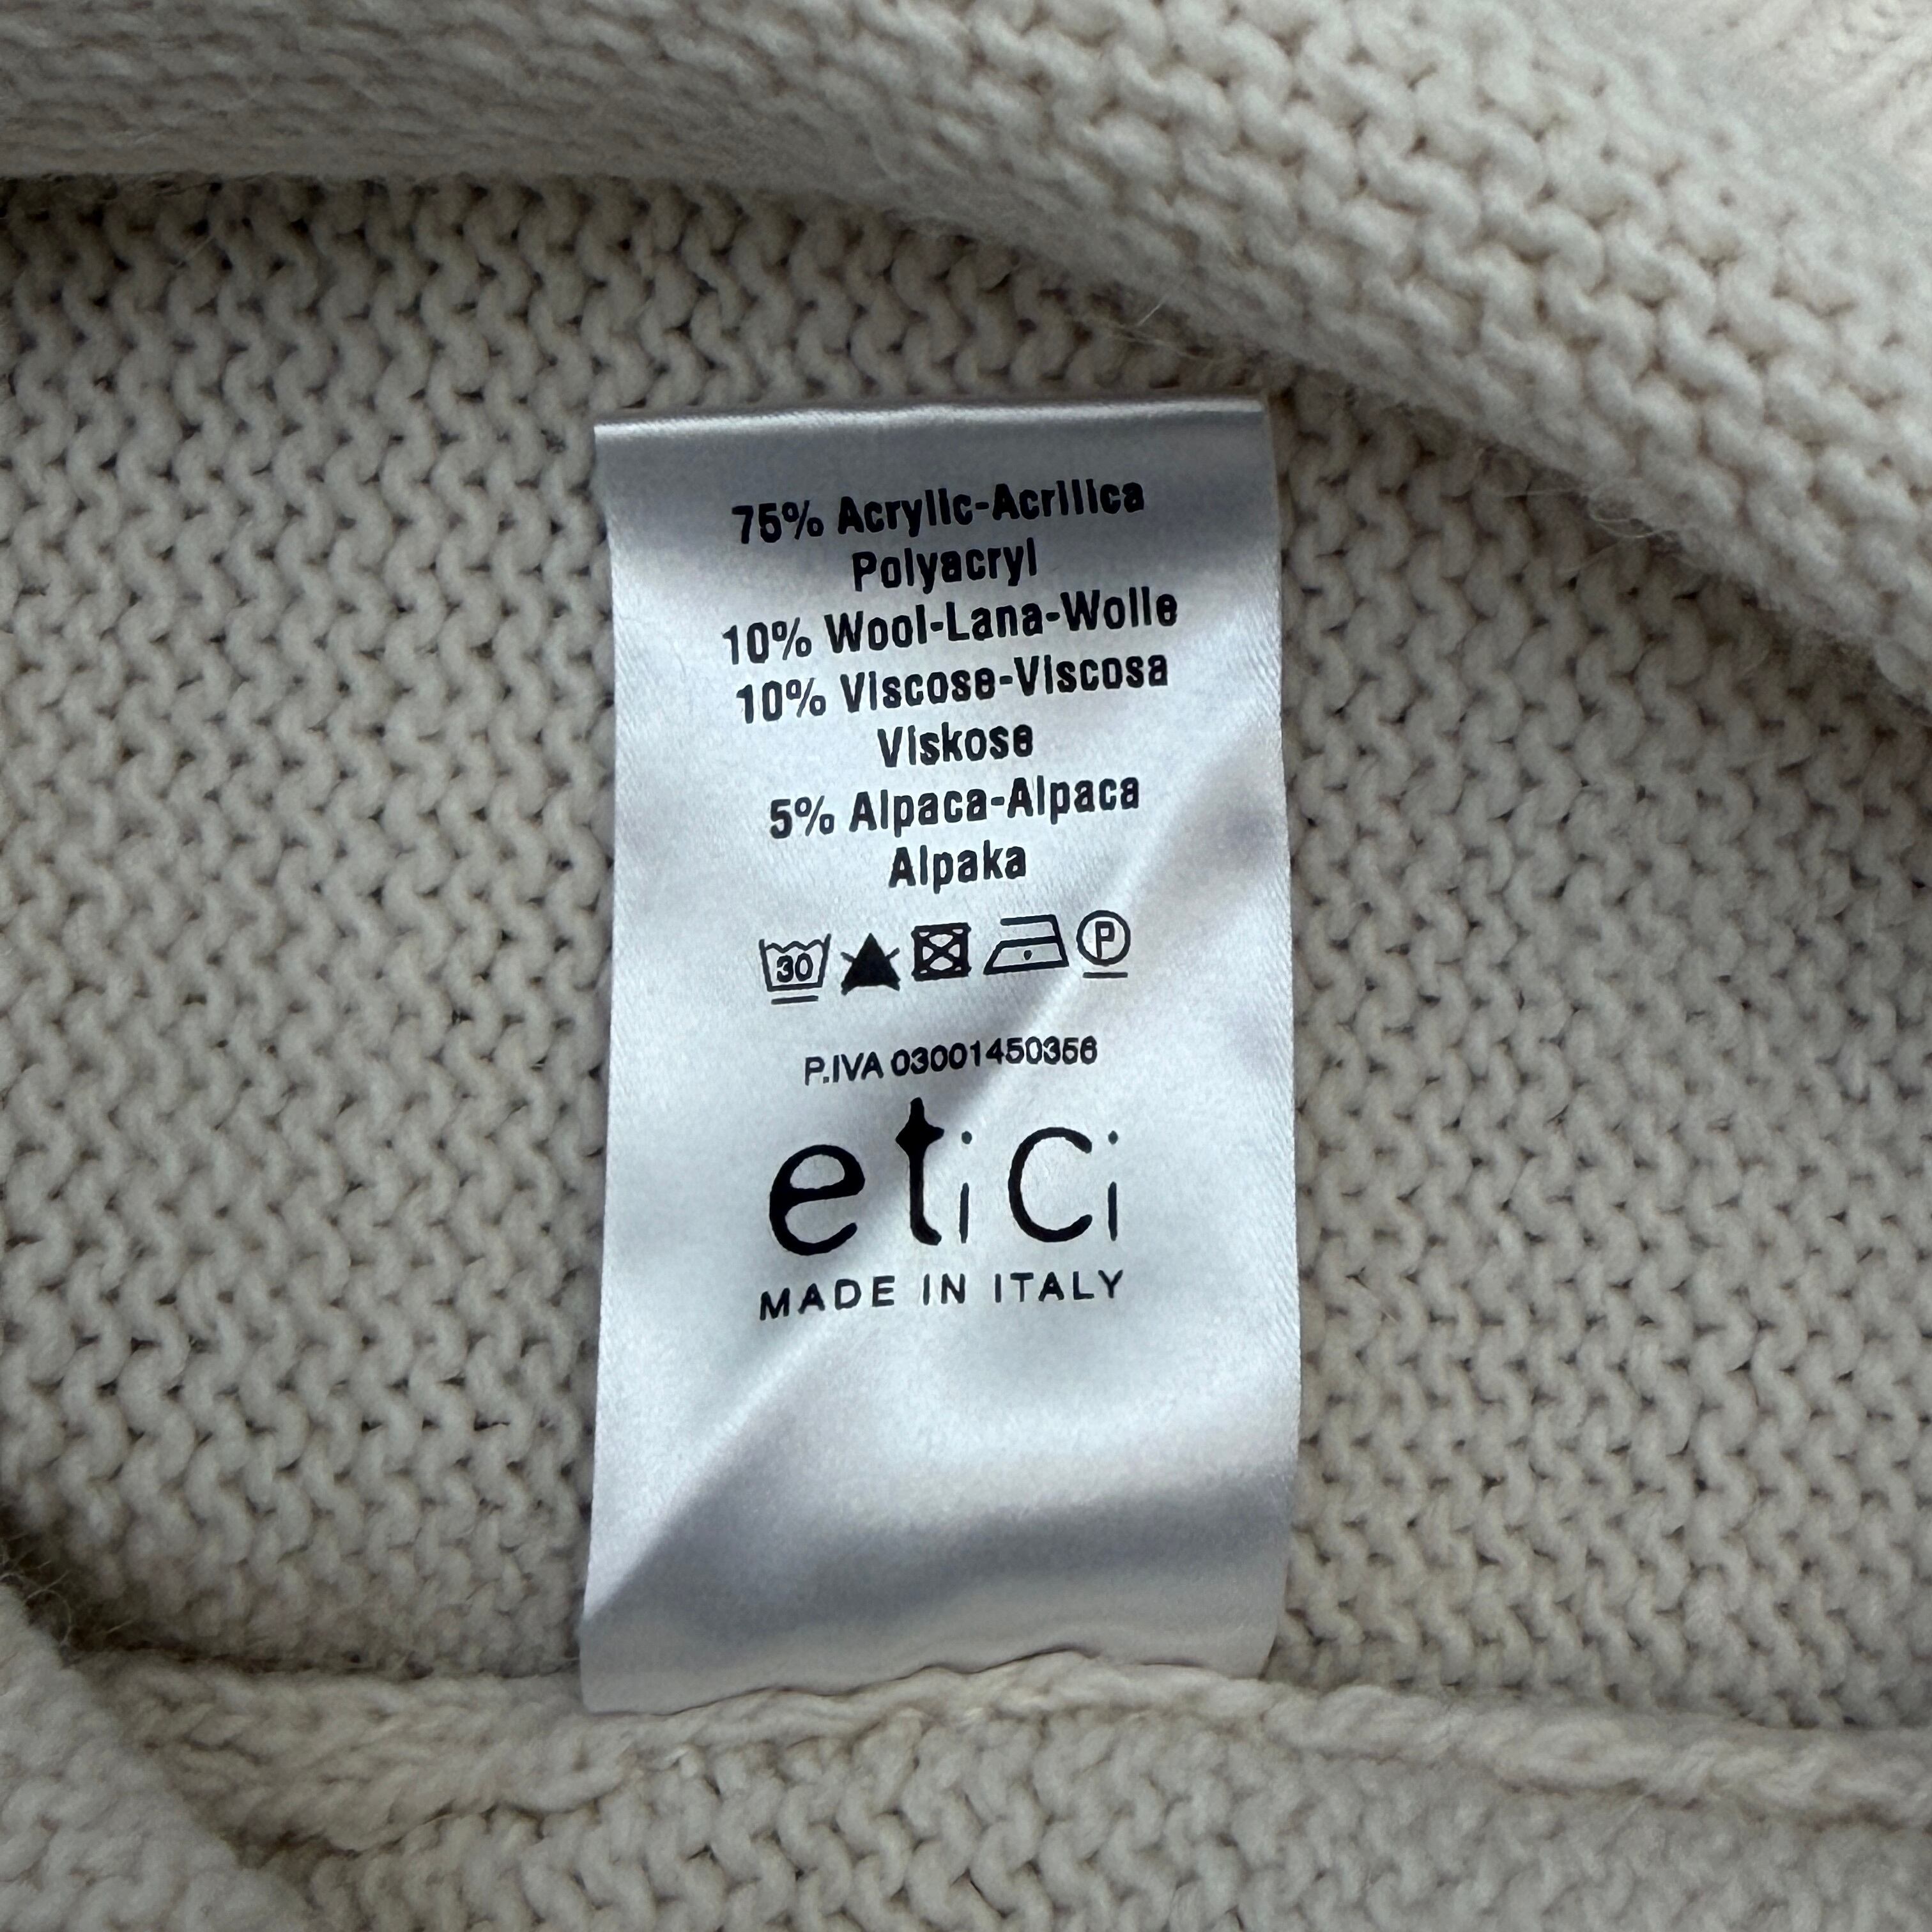 75% Acrylic-Acrilica
Polyacryl
10% Wool-Lana-Wolle
10% Viscose-Viscosa
Viskose
5% Alpaca-Alpaca
Alpaka
30 P
P.IVA 03001450356
etici
MADE IN ITALY